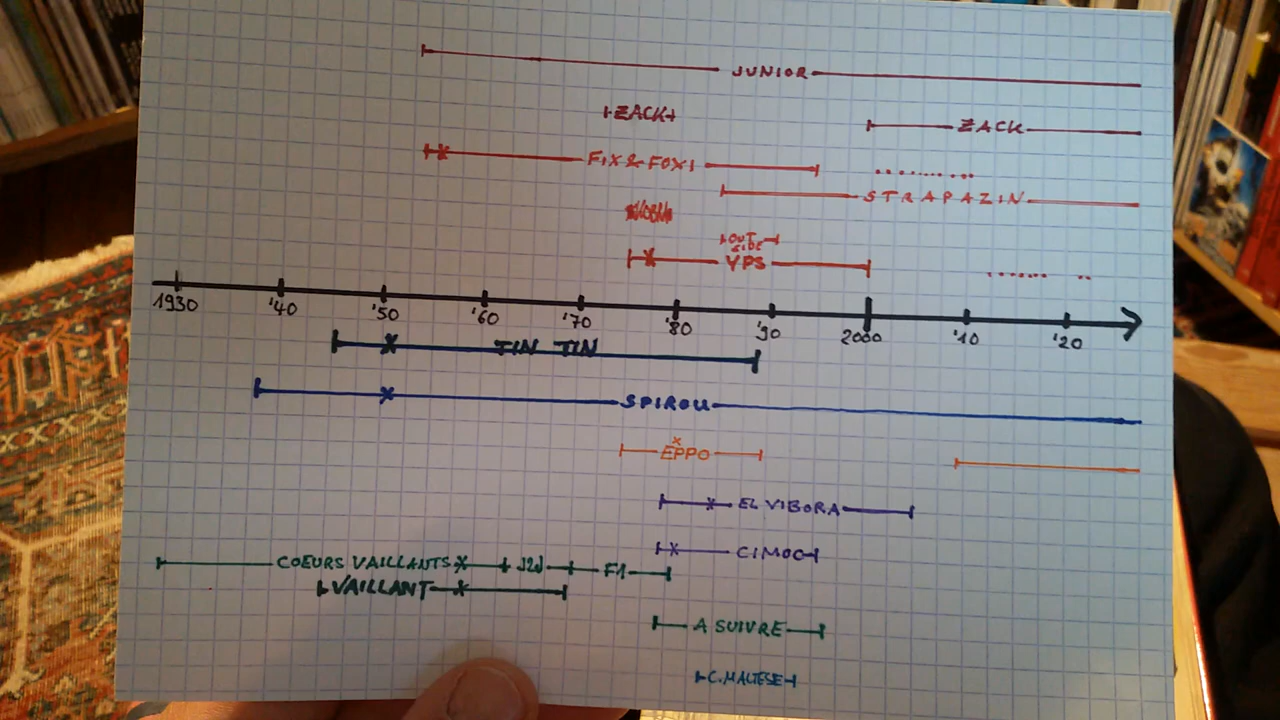 JUNIOR
ZACK ZACK
FIX & FOXI
STRAPAZIN
OUT
SIDE
YPS
1930 '40 '50 '60 '70 '80 '90 2000 '10 '20
TIN TIN
SPIROU
EPPO
EL VIBORA
CIMOC
COEURS VAILLANTS J2J F1
VAILLANT
A SUIVRE
C. MALTESE